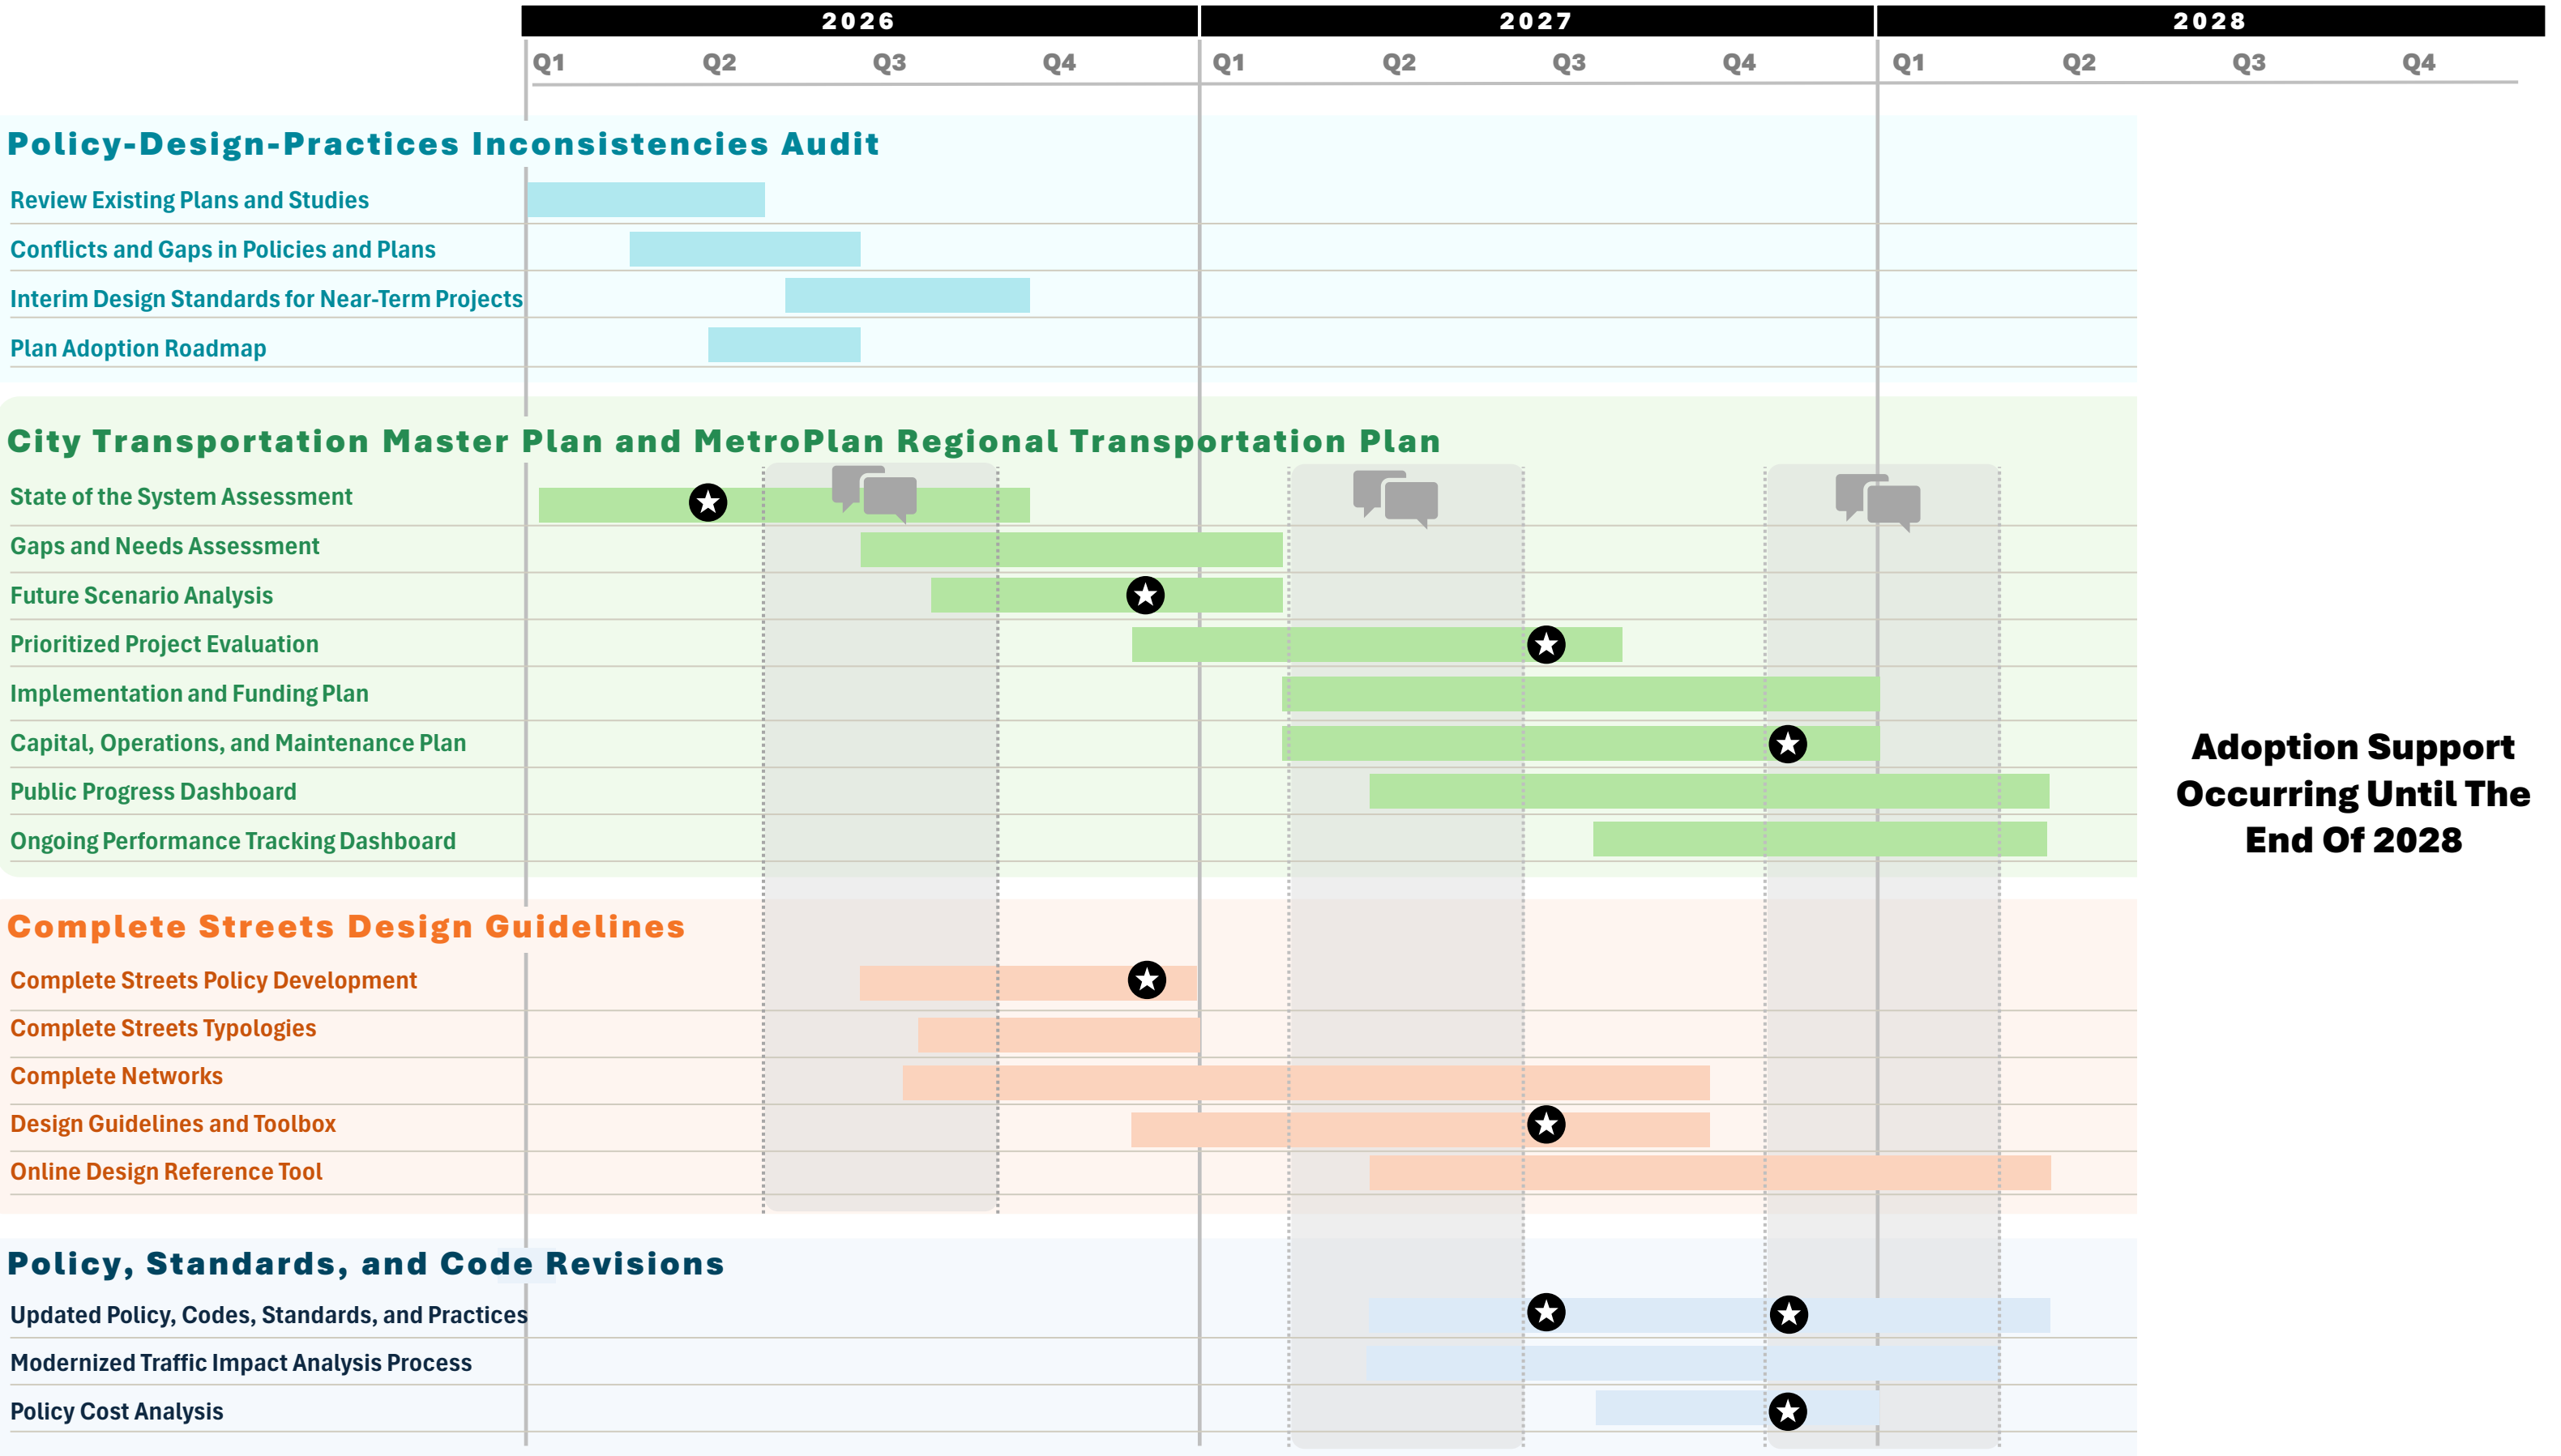 2026 2027 2028
Q1 Q2 Q3 Q4 Q1 Q2 Q3 Q4 Q1 Q2 Q3 Q4
Policy-Design-Practices Inconsistencies Audit
Review Existing Plans and Studies
Conflicts and Gaps in Policies and Plans
Interim Design Standards for Near-Term Projects
Plan Adoption Roadmap
City Transportation Master Plan and MetroPlan Regional Transportation Plan
State of the System Assessment
Gaps and Needs Assessment
Future Scenario Analysis
Prioritized Project Evaluation
Implementation and Funding Plan
Capital, Operations, and Maintenance Plan
Public Progress Dashboard
Ongoing Performance Tracking Dashboard
Adoption Support
Occurring Until The
End Of 2028
Complete Streets Design Guidelines
Complete Streets Policy Development
Complete Streets Typologies
Complete Networks
Design Guidelines and Toolbox
Online Design Reference Tool
Policy, Standards, and Code Revisions
Updated Policy, Codes, Standards, and Practices
Modernized Traffic Impact Analysis Process
Policy Cost Analysis